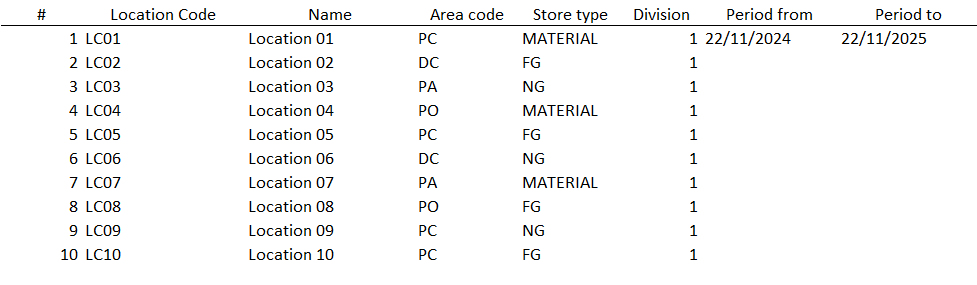 # Location Code Name Area code Store type Division Period from Period to
1 LC01 Location 01 PC MATERIAL 1 22/11/2024 22/11/2025
2 LC02 Location 02 DC FG 1
3 LC03 Location 03 PA NG 1
4 LC04 Location 04 PO MATERIAL 1
5 LC05 Location 05 PC FG 1
6 LC06 Location 06 DC NG 1
7 LC07 Location 07 PA MATERIAL 1
8 LC08 Location 08 PO FG 1
9 LC09 Location 09 PC NG 1
10 LC10 Location 10 PC FG 1